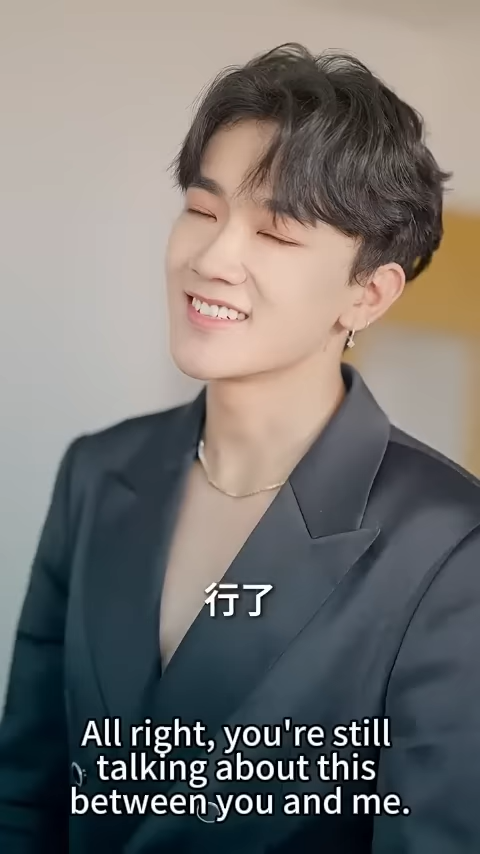 行了
All right, you're still
talking about this
between you and me.